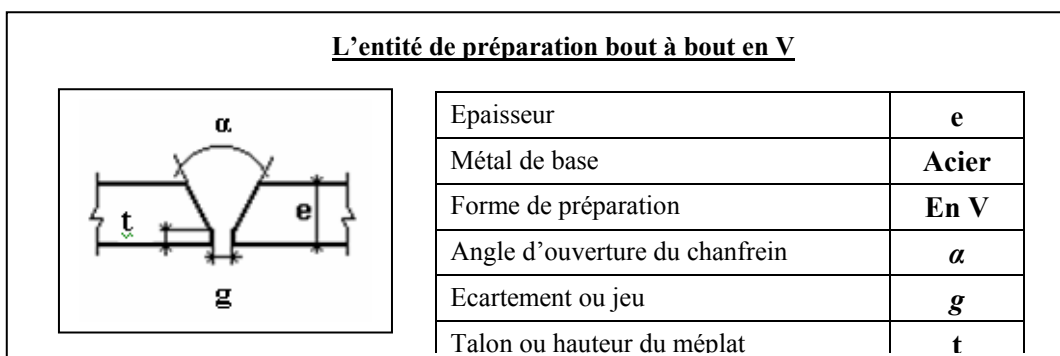 L'entité de préparation bout à bout en V
α
t
e
g
Epaisseur e
Métal de base Acier
Forme de préparation En V
Angle d'ouverture du chanfrein α
Ecartement ou jeu g
Talon ou hauteur du méplat t